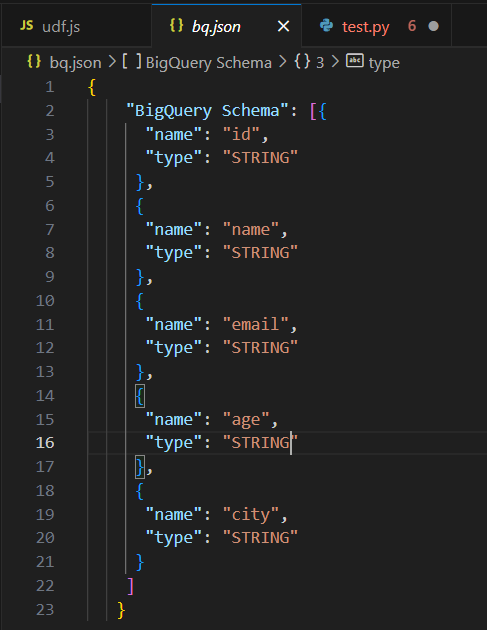 udf.js
bq.json
test.py 6
bq.json > [ ] BigQuery Schema > { } 3 > abc type
1 {
2 "BigQuery Schema": [{
3 "name": "id",
4 "type": "STRING"
5 },
6 {
7 "name": "name",
8 "type": "STRING"
9 },
10 {
11 "name": "email",
12 "type": "STRING"
13 },
14 {
15 "name": "age",
16 "type": "STRING"
17 },
18 {
19 "name": "city",
20 "type": "STRING"
21 }
22 ]
23 }